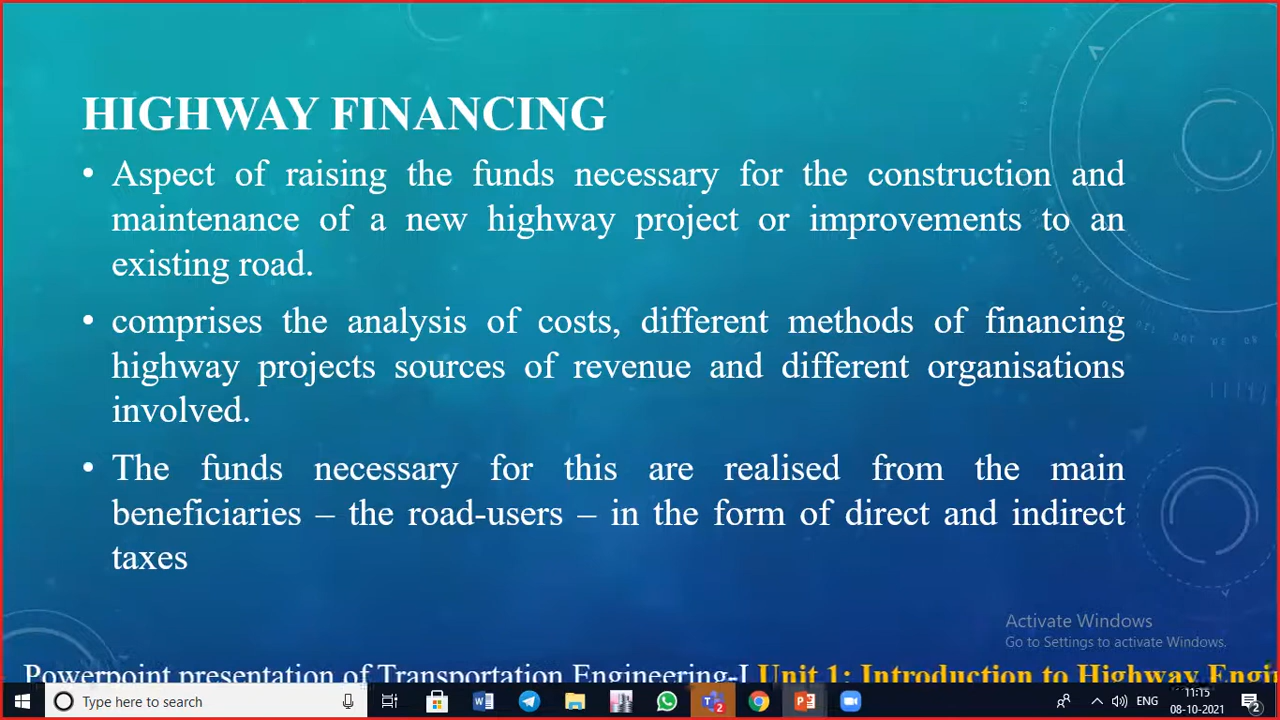 HIGHWAY FINANCING
• Aspect of raising the funds necessary for the construction and
maintenance of a new highway project or improvements to an
existing road.
• comprises the analysis of costs, different methods of financing
highway projects sources of revenue and different organisations
involved.
• The funds necessary for this are realised from the main
beneficiaries – the road-users – in the form of direct and indirect
taxes
Activate Windows
Go to Settings to activate Windows.
Powerpoint presentation of Transportation Engineering-I Unit 1: Introduction to Highway Engi
Type here to search
2
ENG
11:15
08-10-2021
2